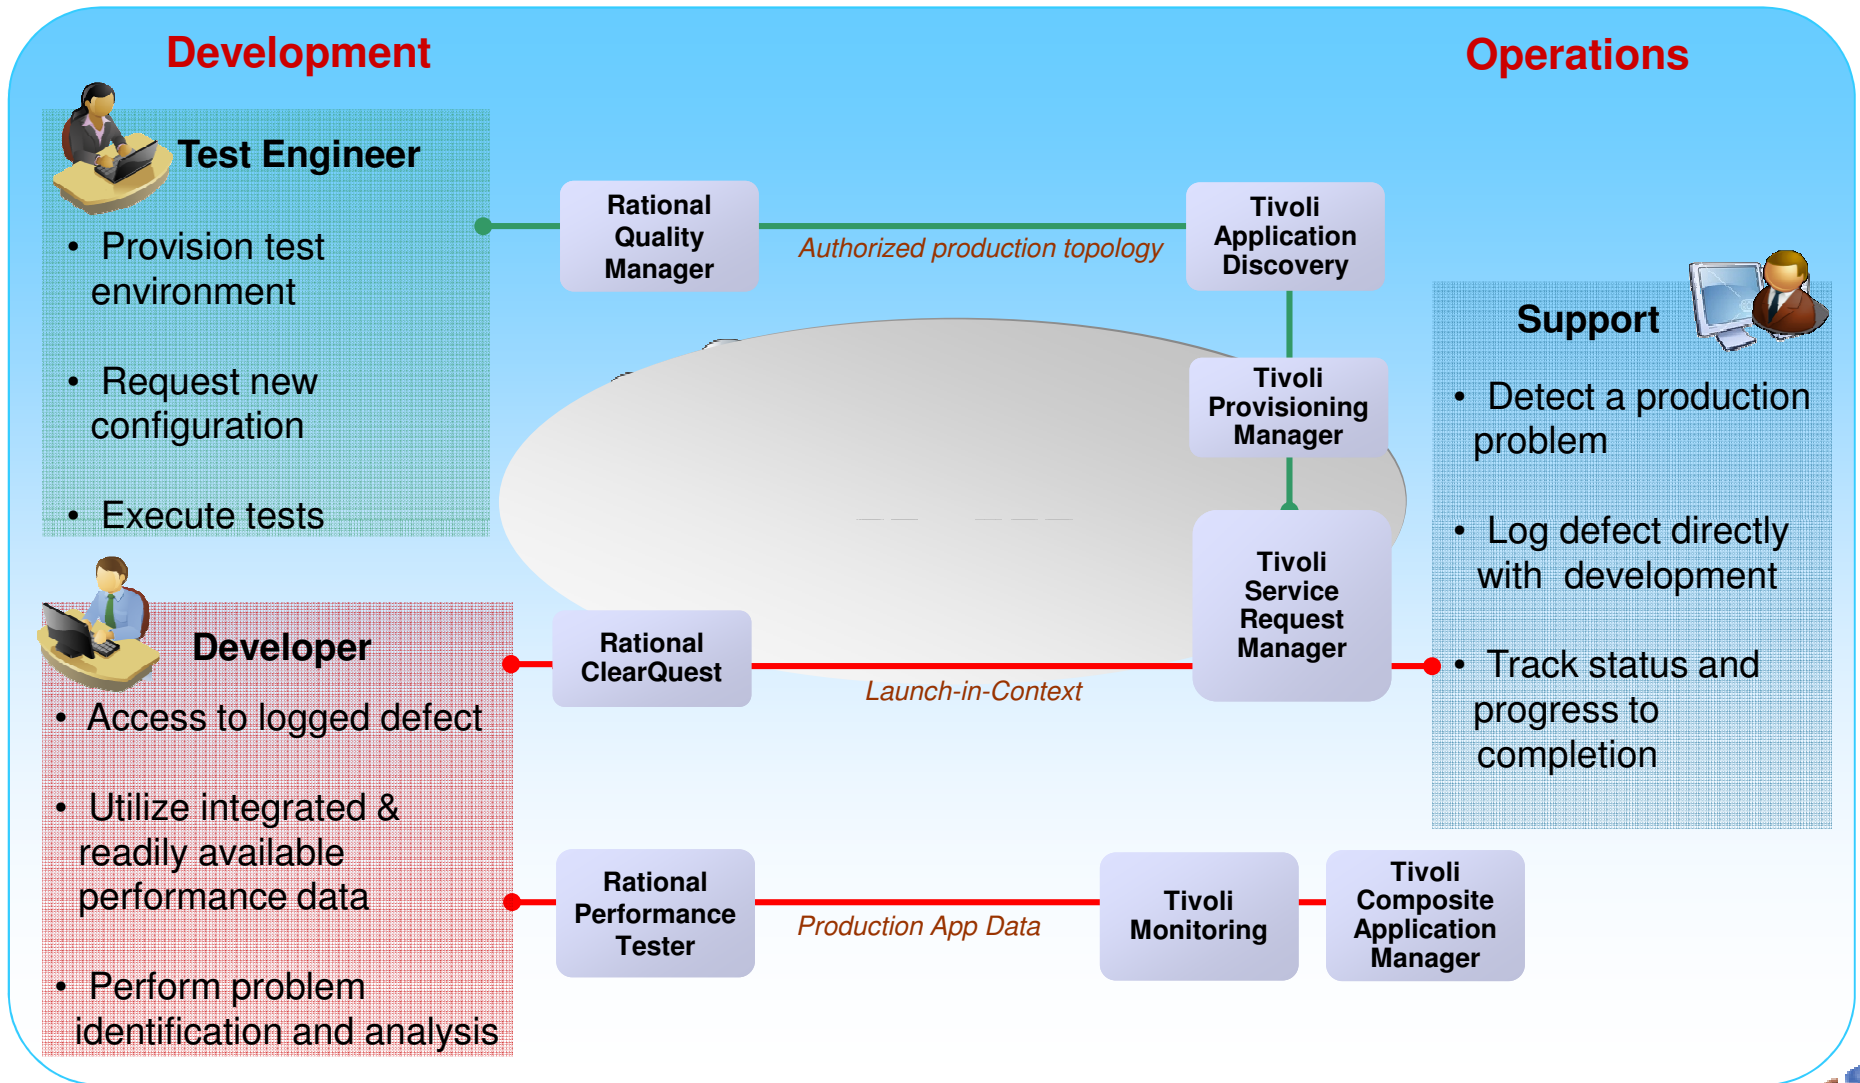 Development
Operations
Test Engineer
• Provision test
environment
• Request new
configuration
• Execute tests
Rational
Quality
Manager
Authorized production topology
Tivoli
Application
Discovery
Tivoli
Provisioning
Manager
Tivoli
Service
Request
Manager
Support
• Detect a production
problem
• Log defect directly
with development
• Track status and
progress to
completion
Developer
• Access to logged defect
• Utilize integrated &
readily available
performance data
• Perform problem
identification and analysis
Rational
ClearQuest
Launch-in-Context
Rational
Performance
Tester
Production App Data
Tivoli
Monitoring
Tivoli
Composite
Application
Manager